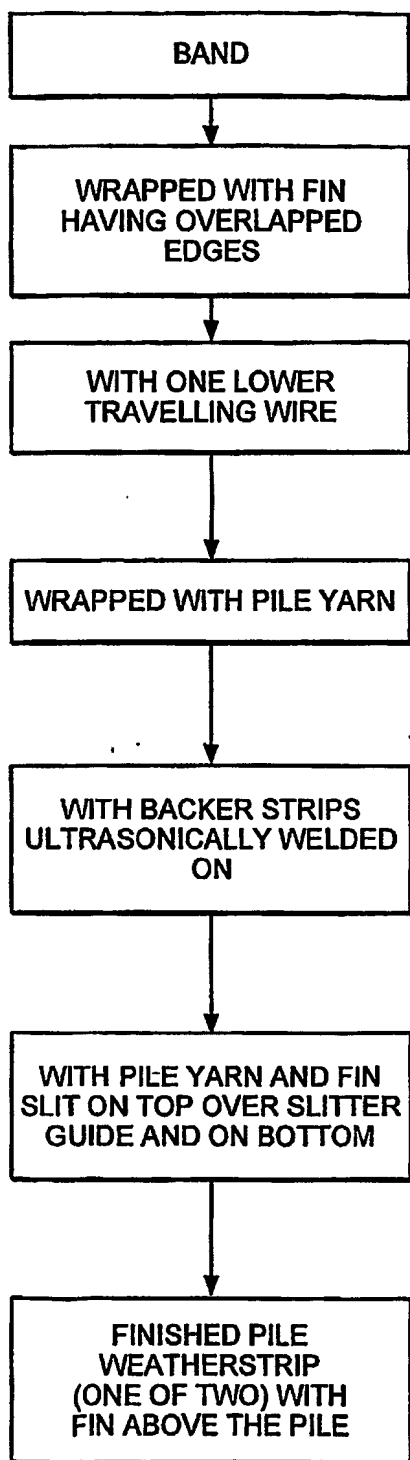 BAND
WRAPPED WITH FIN
HAVING OVERLAPPED
EDGES
WITH ONE LOWER
TRAVELLING WIRE
WRAPPED WITH PILE YARN
WITH BACKER STRIPS
ULTRASONICALLY WELDED
ON
WITH PILE YARN AND FIN
SLIT ON TOP OVER SLITTER
GUIDE AND ON BOTTOM
FINISHED PILE
WEATHERSTRIP
(ONE OF TWO) WITH
FIN ABOVE THE PILE